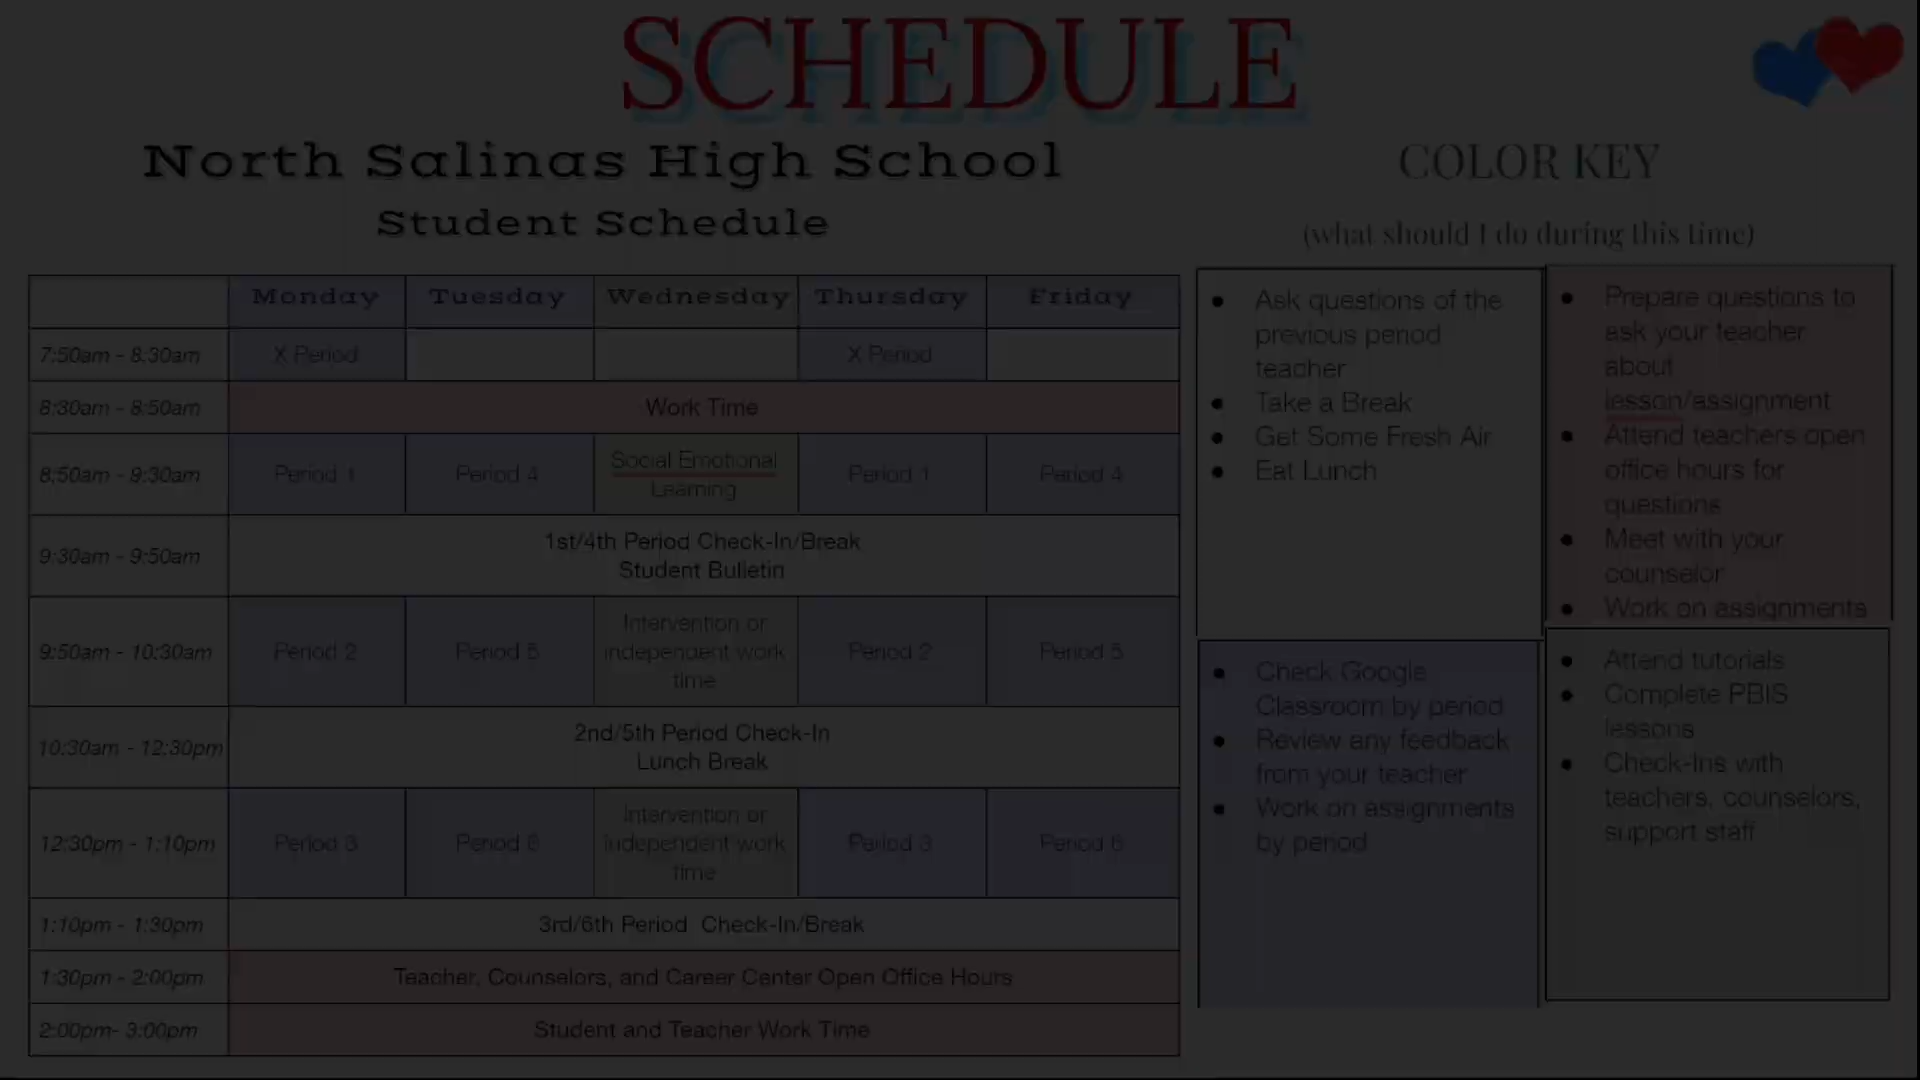 SCHEDULE
North Salinas High School
Student Schedule
Monday Tuesday Wednesday Thursday Friday
7:50am - 8:30am X Period X Period
8:30am - 8:50am Work Time
8:50am - 9:30am Period 1 Period 4 Social Emotional Learning Period 1 Period 4
9:30am - 9:50am 1st/4th Period Check-In/Break
Student Bulletin
9:50am - 10:30am Period 2 Period 5 Intervention or independent work time Period 2 Period 5
10:30am - 12:30pm 2nd/5th Period Check-In
Lunch Break
12:30pm - 1:10pm Period 3 Period 6 Intervention or independent work time Period 3 Period 6
1:10pm - 1:30pm 3rd/6th Period Check-In/Break
1:30pm - 2:00pm Teacher, Counselors, and Career Center Open Office Hours
2:00pm- 3:00pm Student and Teacher Work Time
COLOR KEY
(what should I do during this time)
● Ask questions of the
previous period
teacher
● Take a Break
● Get Some Fresh Air
● Eat Lunch
● Prepare questions to
ask your teacher
about
lesson/assignment
● Attend teachers open
office hours for
questions
● Meet with your
counselor
● Work on assignments
● Check Google
Classroom by period
● Review any feedback
from your teacher
● Work on assignments
by period
● Attend tutorials
● Complete PBIS
lessons
● Check-Ins with
teachers, counselors,
support staff